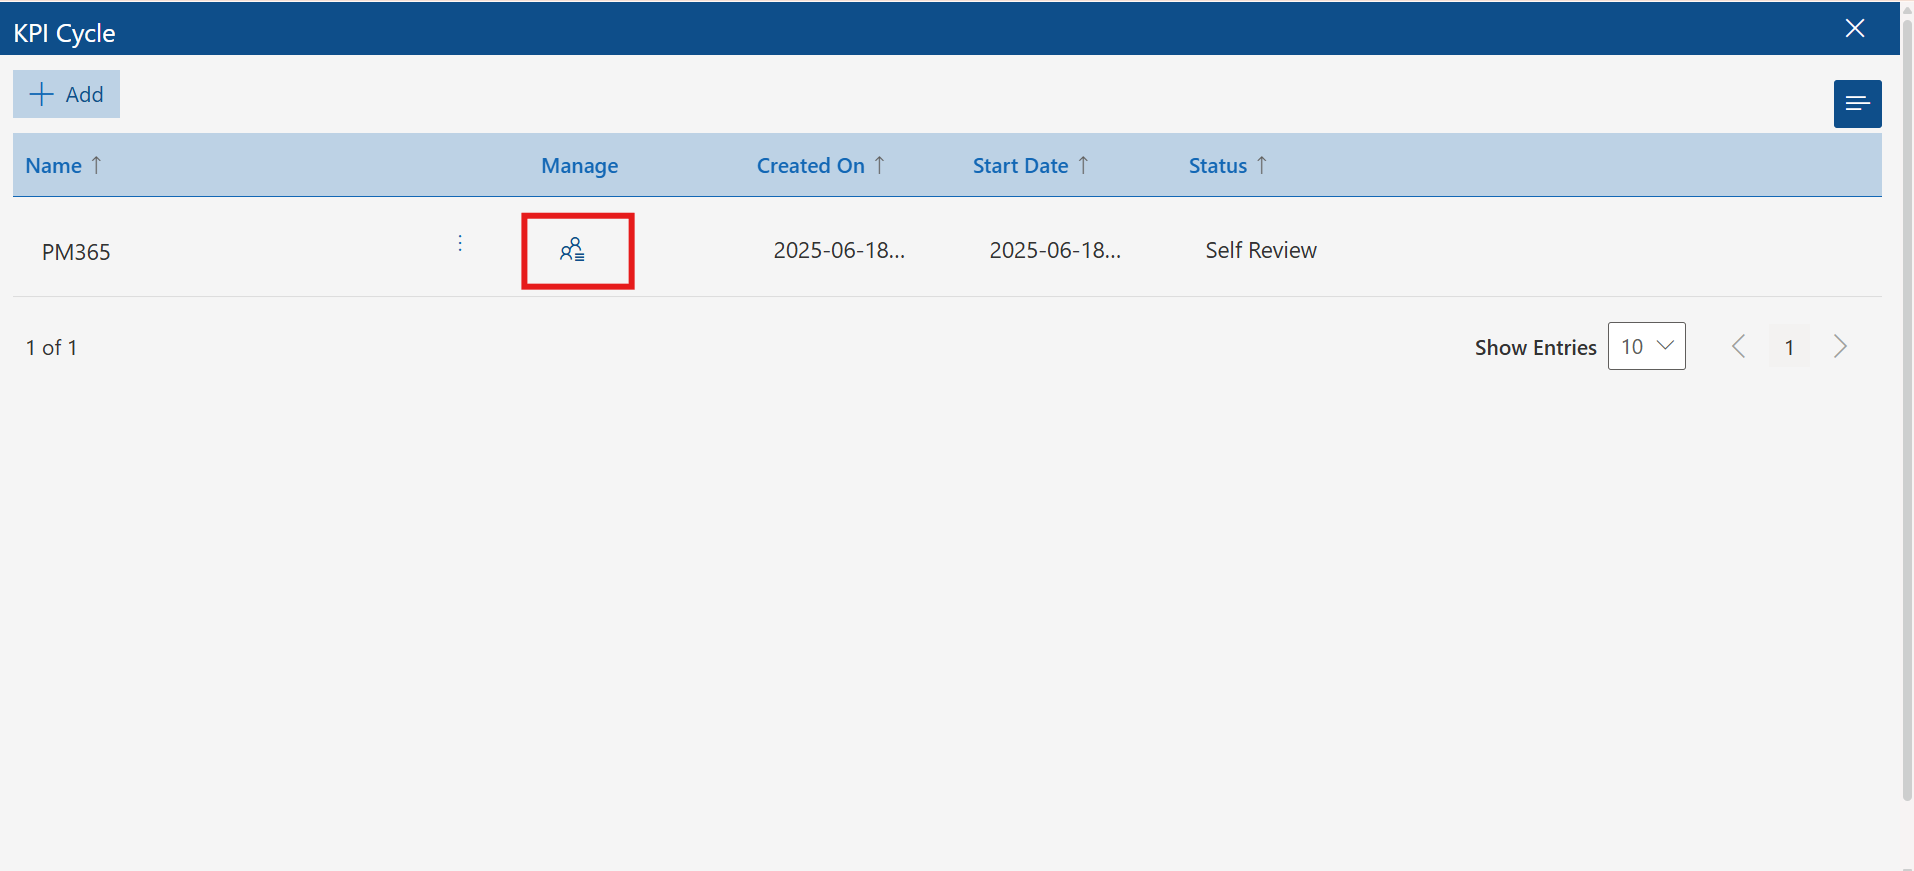 KPI Cycle
Add
Name Manage Created On Start Date Status
PM365 2025-06-18... 2025-06-18... Self Review
1 of 1 Show Entries 10 1